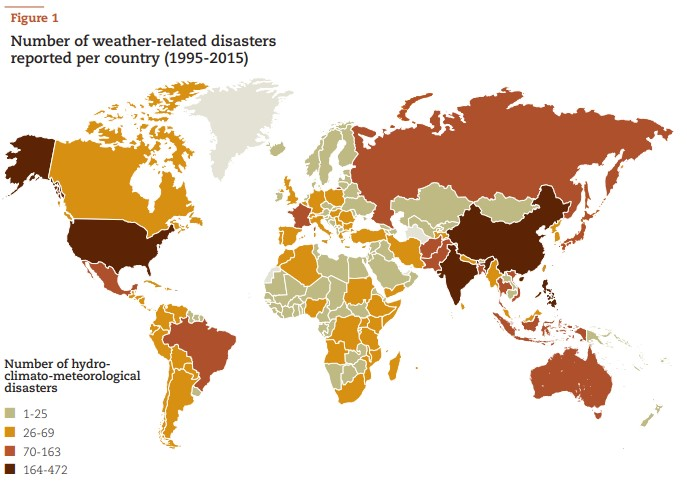 Figure 1
Number of weather-related disasters
reported per country (1995-2015)
Number of hydro-
climato-meteorological
disasters
1-25
26-69
70-163
164-472